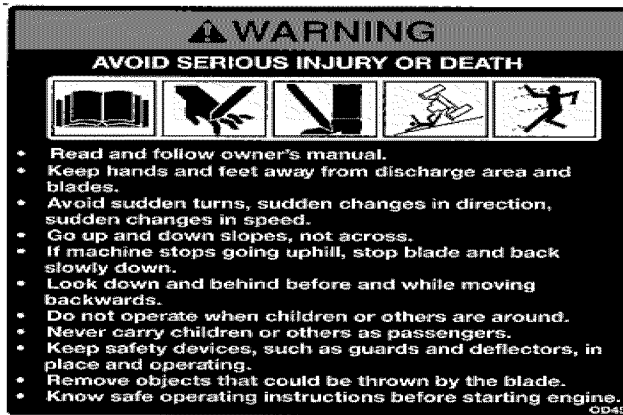 WARNING
AVOID SERIOUS INJURY OR DEATH
• Read and follow owner's manual.
• Keep hands and feet away from discharge area and
blades.
• Avoid sudden turns, sudden changes in direction,
sudden changes in speed.
• Go up and down slopes, not across.
• If machine stops going uphill, stop blade and back
slowly down.
• Look down and behind before and while moving
backwards.
• Do not operate when children or others are around.
• Never carry children or others as passengers.
• Keep safety devices, such as guards and deflectors, in
place and operating.
• Remove objects that could be thrown by the blade.
• Know safe operating instructions before starting engine.